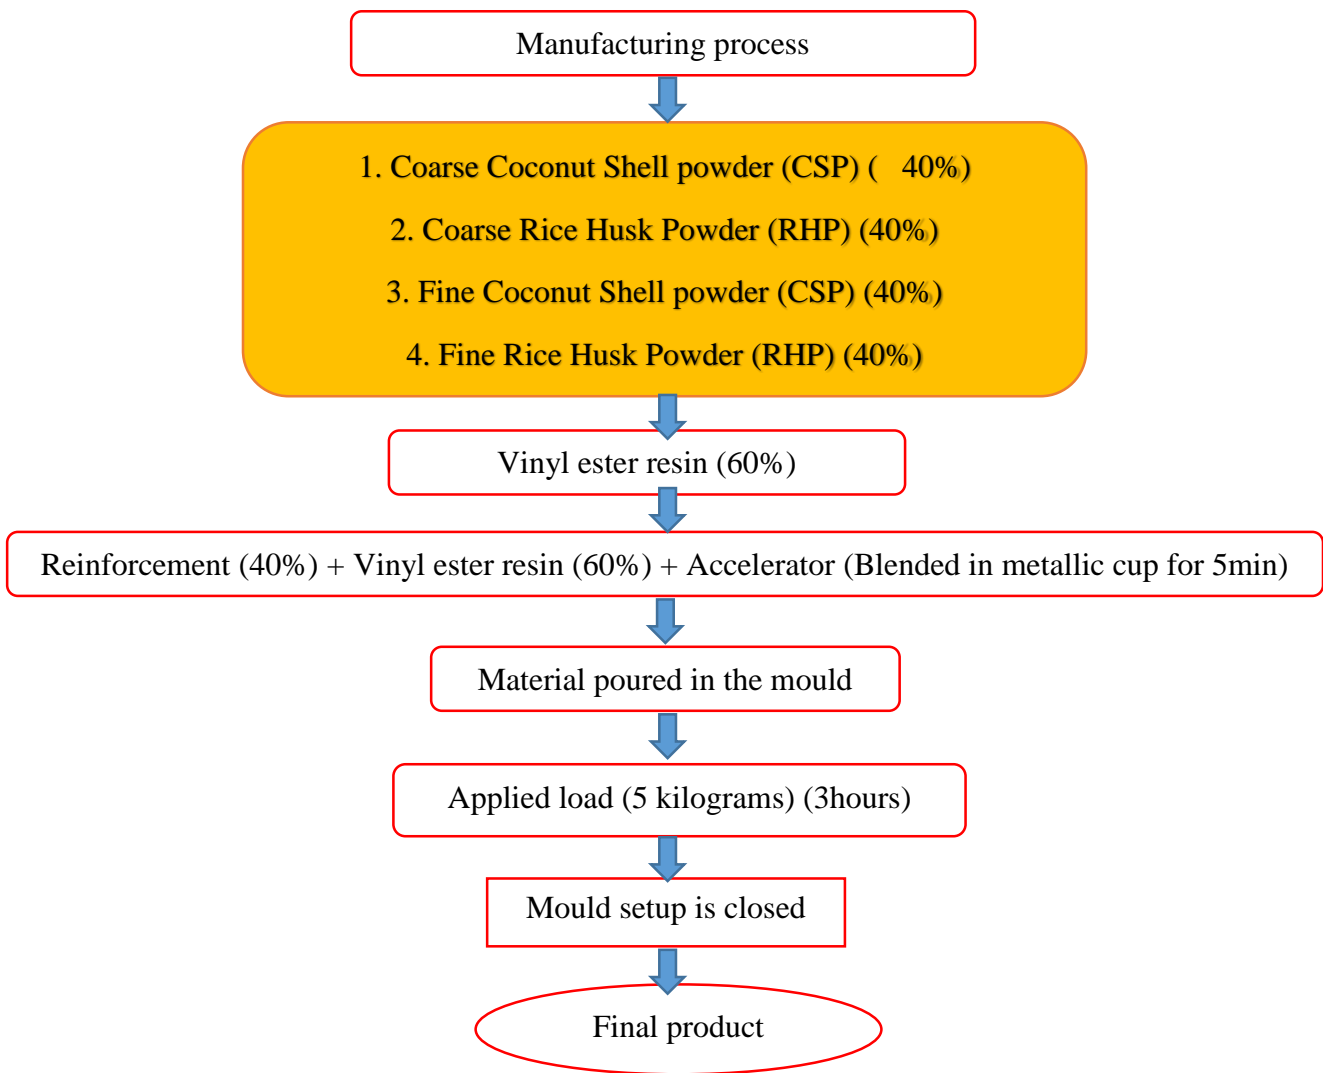 Manufacturing process
1. Coarse Coconut Shell powder (CSP) ( 40%)
2. Coarse Rice Husk Powder (RHP) (40%)
3. Fine Coconut Shell powder (CSP) (40%)
4. Fine Rice Husk Powder (RHP) (40%)
Vinyl ester resin (60%)
Reinforcement (40%) + Vinyl ester resin (60%) + Accelerator (Blended in metallic cup for 5min)
Material poured in the mould
Applied load (5 kilograms) (3hours)
Mould setup is closed
Final product